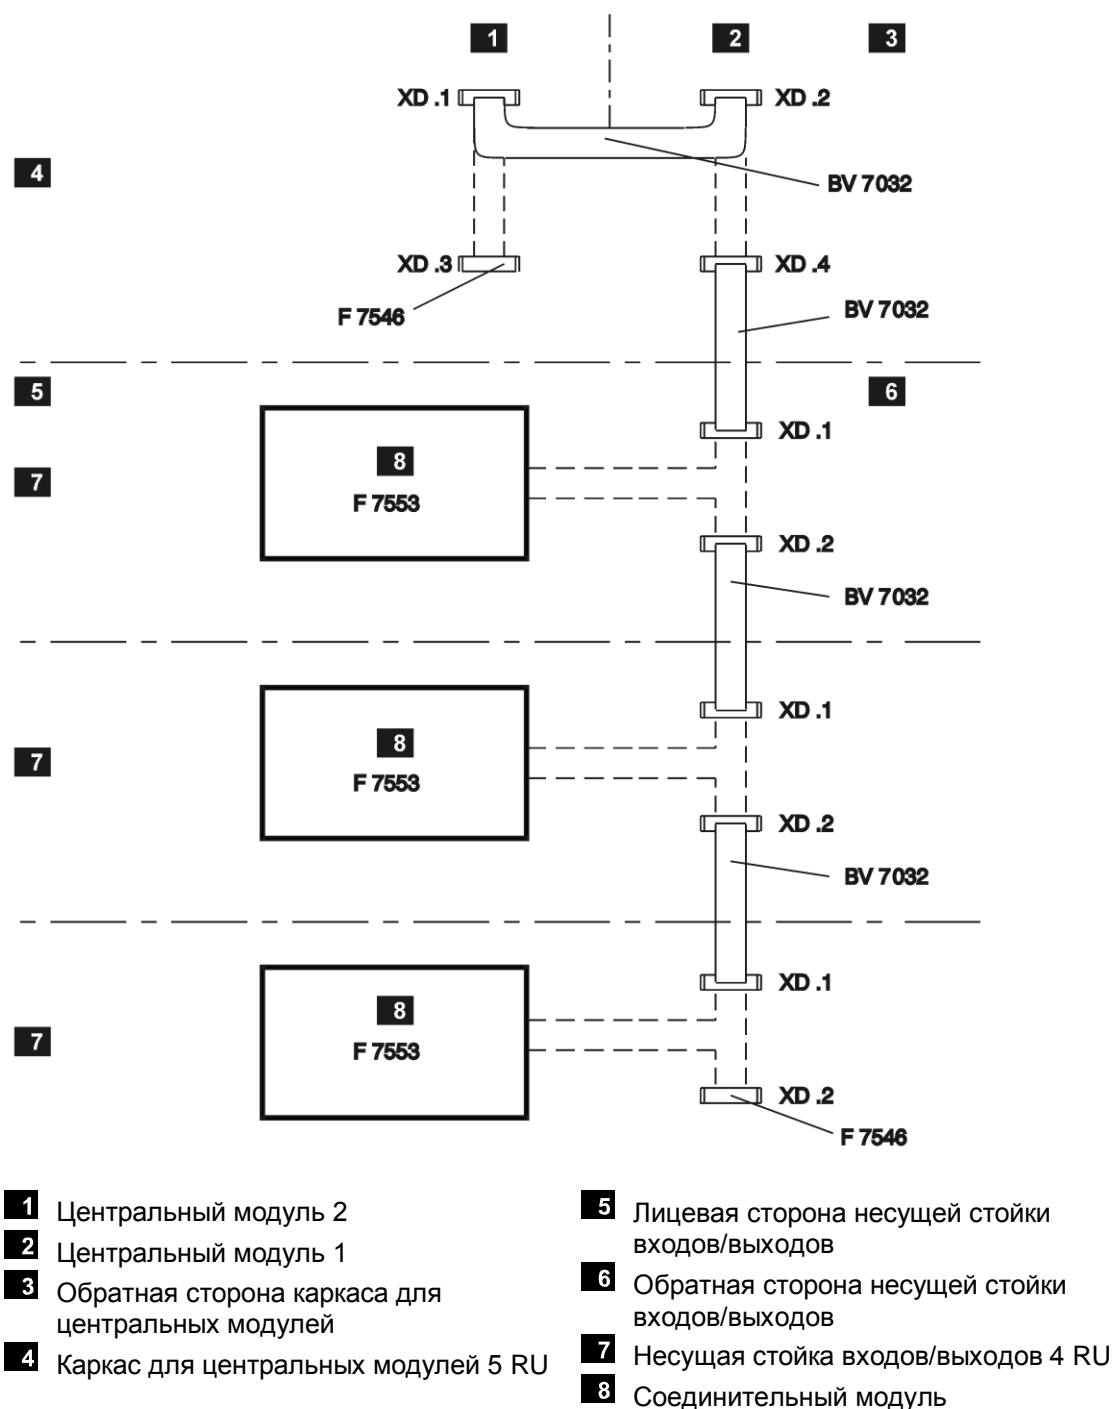 1 2 3
XD .1 XD .2
4 BV 7032
XD .3 XD .4
F 7546 BV 7032
5 6
XD .1
8
7 F 7553
XD .2
BV 7032
XD .1
8
7 F 7553
XD .2
BV 7032
XD .1
8
7 F 7553
XD .2
F 7546
1 Центральный модуль 2
2 Центральный модуль 1
3 Обратная сторона каркаса для
центральных модулей
4 Каркас для центральных модулей 5 RU
5 Лицевая сторона несущей стойки
входов/выходов
6 Обратная сторона несущей стойки
входов/выходов
7 Несущая стойка входов/выходов 4 RU
8 Соединительный модуль